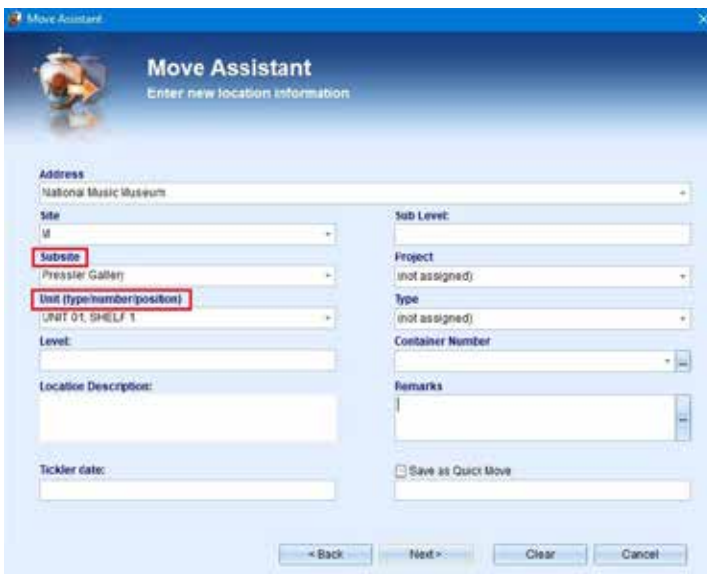 Move Assistant
Move Assistant
Enter new location information
Address
National Music Museum
Site
Subsite
Pressler Gallery
Unit (type/number/position)
UNIT 01, SHELF 1
Level:
Location Description:
Tickler date:
Sub Level:
Project
(not assigned)
Type
(not assigned)
Container Number
...
Remarks
...
Save as Quick Move
< Back
Next >
Clear
Cancel